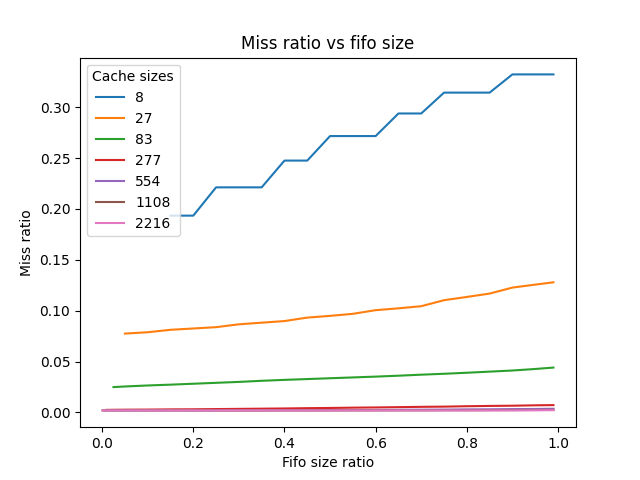 Miss ratio vs fifo size
Cache sizes
8
27
83
277
554
1108
2216
Miss ratio
0.30
0.25
0.20
0.15
0.10
0.05
0.00
0.0 0.2 0.4 0.6 0.8 1.0
Fifo size ratio